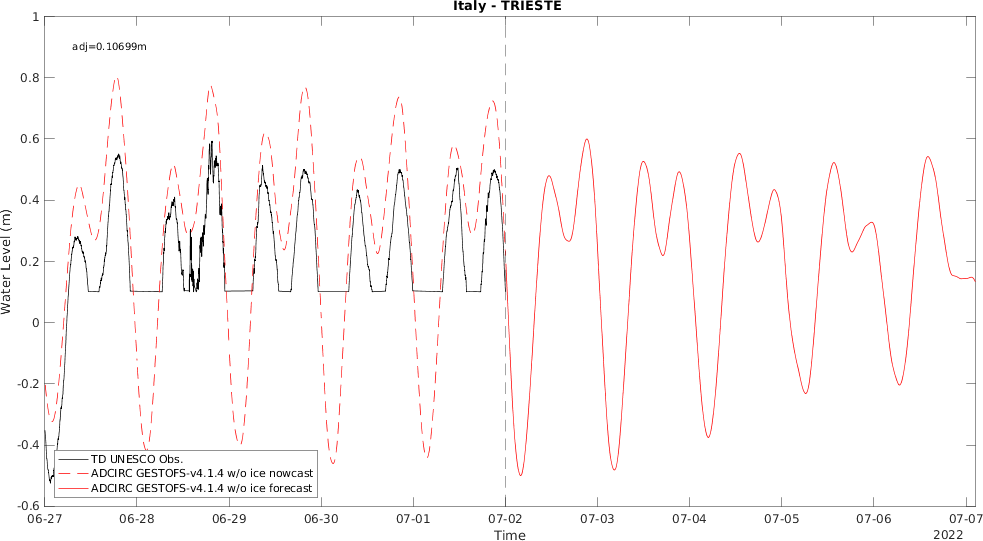 Italy - TRIESTE
adj=0.10699m
Water Level (m)
1
0.8
0.6
0.4
0.2
0
-0.2
-0.4
-0.6
TD UNESCO Obs.
ADCIRC GESTOFS-v4.1.4 w/o ice nowcast
ADCIRC GESTOFS-v4.1.4 w/o ice forecast
06-27 06-28 06-29 06-30 07-01 07-02 07-03 07-04 07-05 07-06 07-07
Time
2022